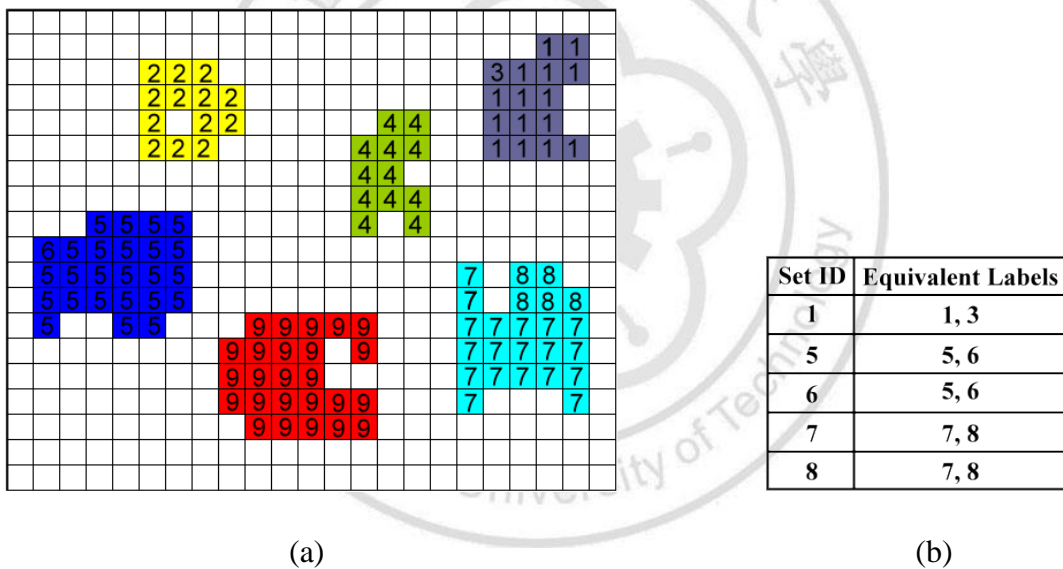 1 1
2 2 2 3 1 1 1
2 2 2 2 1 1 1
2 2 2 4 4 1 1 1
2 2 2 4 4 4 1 1 1 1
4 4
4 4 4
5 5 5 5 4 4
6 5 5 5 5 5
5 5 5 5 5 5 7 8 8
5 5 5 5 5 5 7 8 8 8
5 5 5 9 9 9 9 9 7 7 7 7 7
9 9 9 9 9 7 7 7 7 7
9 9 9 9 7 7 7 7 7
9 9 9 9 9 9 7 7
9 9 9 9 9
Set ID Equivalent Labels
1 1, 3
5 5, 6
6 5, 6
7 7, 8
8 7, 8
(a) (b)
學
University of Technology